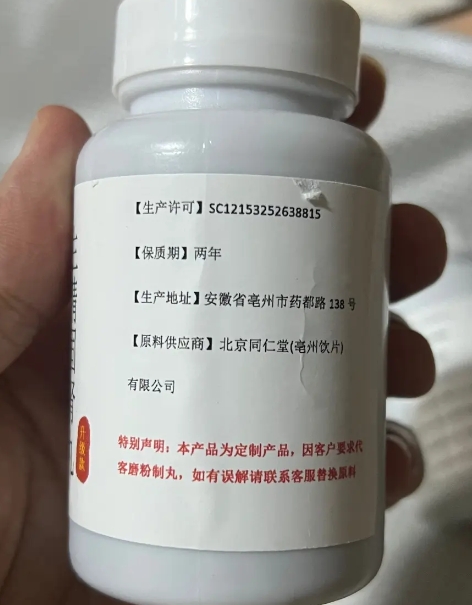 【生产许可】SC12153252638815
【保质期】两年
【生产地址】安徽省亳州市药都路 138 号
【原料供应商】北京同仁堂(亳州饮片)
有限公司
特别声明：本产品为定制产品，因客户要求代
客磨粉制丸，如有误解请联系客服替换原料
升级款